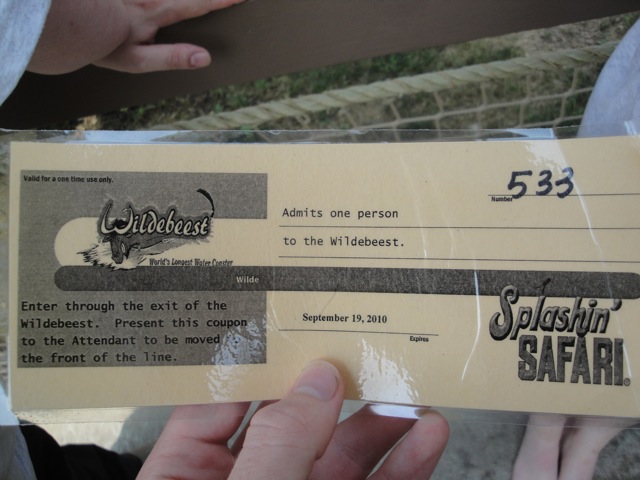 Valid for a one time use only.
Wildebeest
World's Longest Water Coaster
Wilde
Enter through the exit of the
Wildebeest. Present this coupon
to the Attendant to be moved to
the front of the line.
533
Number
Admits one person
to the Wildebeest.
September 19, 2010
Expires
Splashin'
SAFARI®